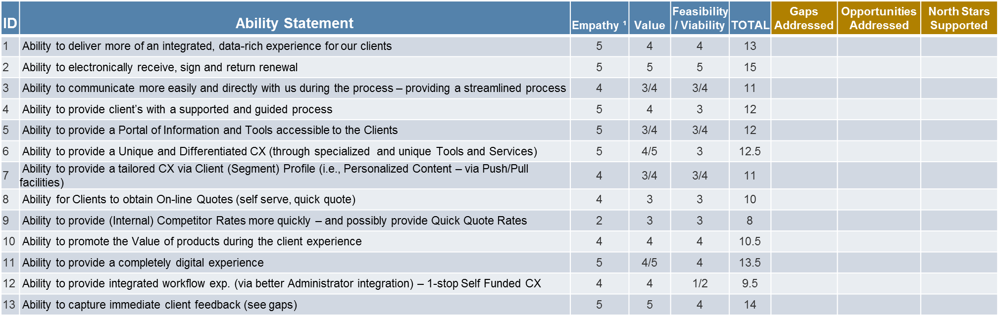 ID Ability Statement Empathy ¹ Value Feasibility / Viability TOTAL Gaps Addressed Opportunities Addressed North Stars Supported
1 Ability to deliver more of an integrated, data-rich experience for our clients 5 4 4 13
2 Ability to electronically receive, sign and return renewal 5 5 5 15
3 Ability to communicate more easily and directly with us during the process – providing a streamlined process 4 3/4 3/4 11
4 Ability to provide client’s with a supported and guided process 5 4 3 12
5 Ability to provide a Portal of Information and Tools accessible to the Clients 5 3/4 3/4 12
6 Ability to provide a Unique and Differentiated CX (through specialized and unique Tools and Services) 5 4/5 3 12.5
7 Ability to provide a tailored CX via Client (Segment) Profile (i.e., Personalized Content – via Push/Pull
facilities) 4 3/4 3/4 11
8 Ability for Clients to obtain On-line Quotes (self serve, quick quote) 4 3 3 10
9 Ability to provide (Internal) Competitor Rates more quickly – and possibly provide Quick Quote Rates 2 3 3 8
10 Ability to promote the Value of products during the client experience 4 4 4 10.5
11 Ability to provide a completely digital experience 5 4/5 4 13.5
12 Ability to provide integrated workflow exp. (via better Administrator integration) – 1-stop Self Funded CX 4 4 1/2 9.5
13 Ability to capture immediate client feedback (see gaps) 5 5 4 14